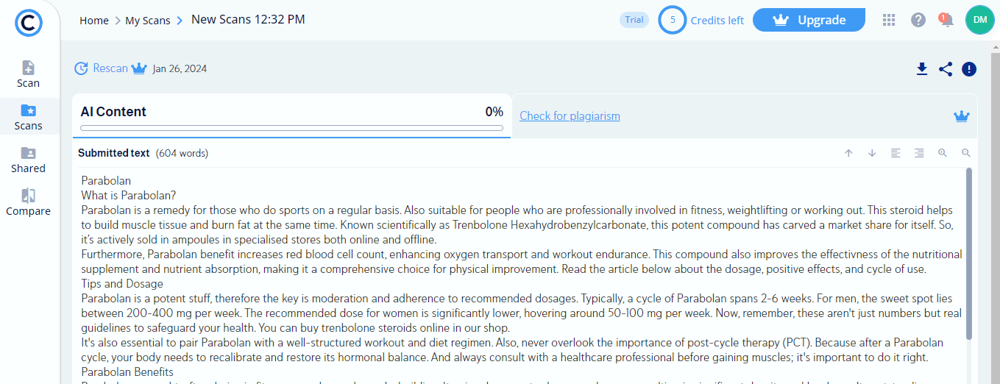 Home > My Scans > New Scans 12:32 PM
Trial 5 Credits left Upgrade 1 DM
Scan
Scans
Shared
Compare
Rescan Jan 26, 2024
AI Content 0% Check for plagiarism
Submitted text (604 words)
Parabolan
What is Parabolan?
Parabolan is a remedy for those who do sports on a regular basis. Also suitable for people who are professionally involved in fitness, weightlifting or working out. This steroid helps
to build muscle tissue and burn fat at the same time. Known scientifically as Trenbolone Hexahydrobenzylcarbonate, this potent compound has carved a market share for itself. So,
it's actively sold in ampoules in specialised stores both online and offline.
Furthermore, Parabolan benefit increases red blood cell count, enhancing oxygen transport and workout endurance. This compound also improves the effectivness of the nutritional
supplement and nutrient absorption, making it a comprehensive choice for physical improvement. Read the article below about the dosage, positive effects, and cycle of use.
Tips and Dosage
Parabolan is a potent stuff, therefore the key is moderation and adherence to recommended dosages. Typically, a cycle of Parabolan spans 2-6 weeks. For men, the sweet spot lies
between 200-400 mg per week. The recommended dose for women is significantly lower, hovering around 50-100 mg per week. Now, remember, these aren't just numbers but real
guidelines to safeguard your health. You can buy trenbolone steroids online in our shop.
It's also essential to pair Parabolan with a well-structured workout and diet regimen. Also, never overlook the importance of post-cycle therapy (PCT). Because after a Parabolan
cycle, your body needs to recalibrate and restore its hormonal balance. And always consult with a healthcare professional before gaining muscles; it's important to do it right.
Parabolan Benefits